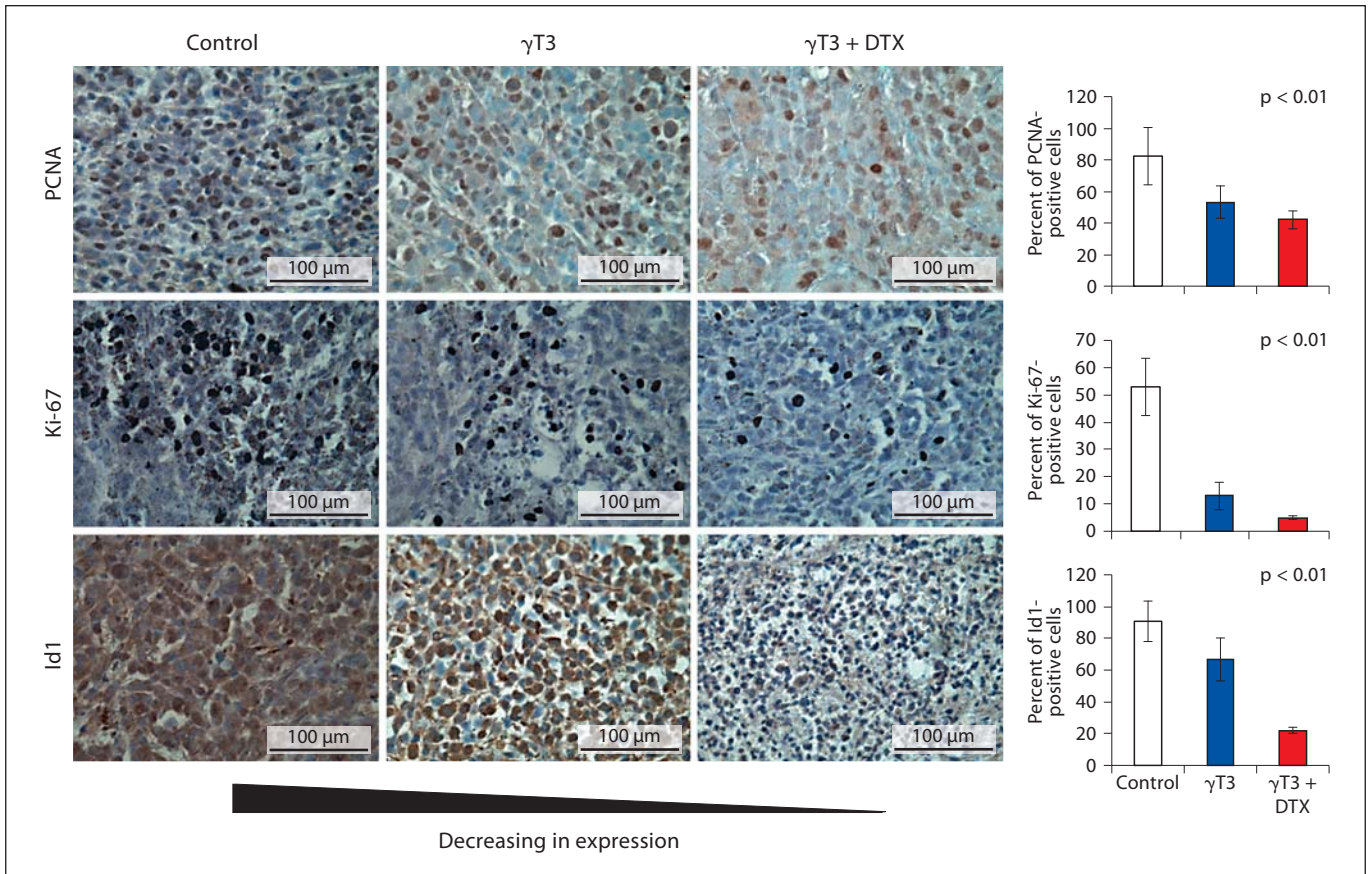 Control
γT3
γT3 + DTX
PCNA
100 µm
100 µm
100 µm
Percent of PCNA-
positive cells
120
100
80
60
40
20
0
p < 0.01
Ki-67
100 µm
100 µm
100 µm
Percent of Ki-67-
positive cells
70
60
50
40
30
20
10
0
p < 0.01
Id1
100 µm
100 µm
100 µm
Percent of Id1-
positive cells
120
100
80
60
40
20
0
p < 0.01
Control
γT3
γT3 +
DTX
Decreasing in expression